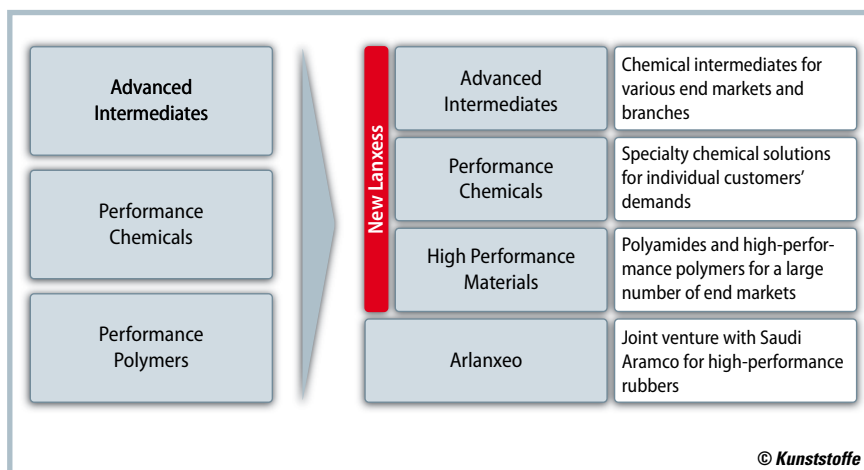 Advanced
Intermediates
Performance
Chemicals
Performance
Polymers
New Lanxess
Advanced
Intermediates
Chemical intermediates for
various end markets and
branches
Performance
Chemicals
Specialty chemical solutions
for individual customers'
demands
High Performance
Materials
Polyamides and high-perfor-
mance polymers for a large
number of end markets
Arlanxeo
Joint venture with Saudi
Aramco for high-performance
rubbers
© Kunststoffe